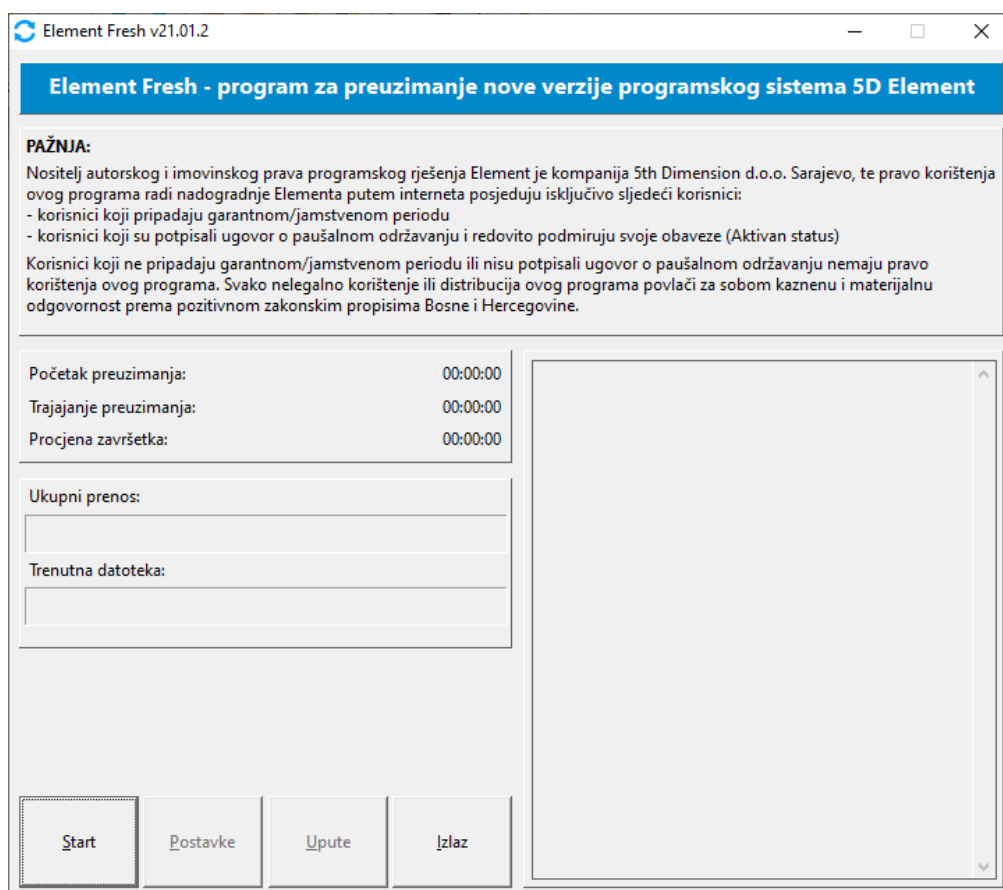 Element Fresh v21.01.2
Element Fresh - program za preuzimanje nove verzije programskog sistema 5D Element
PAŽNJA:
Nositelj autorskog i imovinskog prava programskog rješenja Element je kompanija 5th Dimension d.o.o. Sarajevo, te pravo korištenja
ovog programa radi nadogradnje Elementa putem interneta posjeduju isključivo sljedeći korisnici:
- korisnici koji pripadaju garantnom/jamstvenom periodu
- korisnici koji su potpisali ugovor o paušalnom održavanju i redovito podmiruju svoje obaveze (Aktivan status)
Korisnici koji ne pripadaju garantnom/jamstvenom periodu ili nisu potpisali ugovor o paušalnom održavanju nemaju pravo
korištenja ovog programa. Svako nelegalno korištenje ili distribucija ovog programa povlači za sobom kaznenu i materijalnu
odgovornost prema pozitivnom zakonskim propisima Bosne i Hercegovine.
Početak preuzimanja: 00:00:00
Trajajanje preuzimanja: 00:00:00
Procjena završetka: 00:00:00
Ukupni prenos:
Trenutna datoteka:
Start Postavke Upute Izlaz